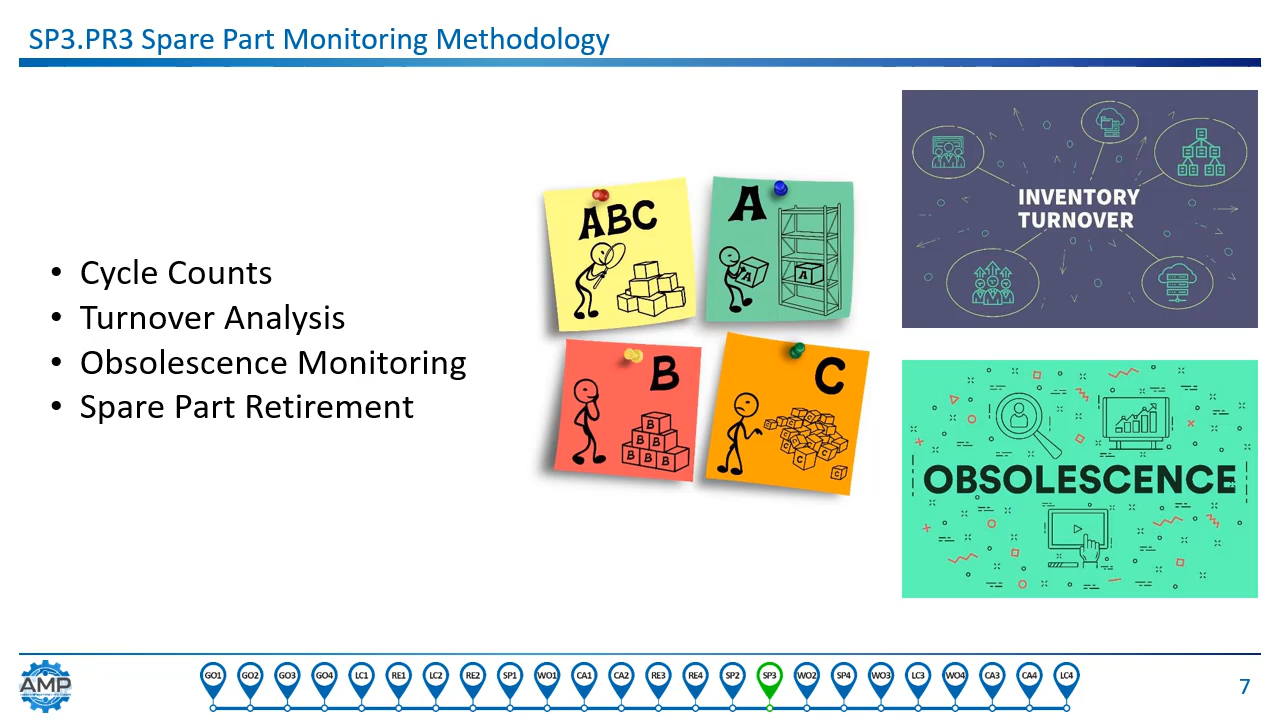 SP3.PR3 Spare Part Monitoring Methodology
• Cycle Counts
• Turnover Analysis
• Obsolescence Monitoring
• Spare Part Retirement
ABC
A
A
A
B
B
B B
B B B
C
C
C
C
C
C
INVENTORY
TURNOVER
OBSOLESCENCE
AMP
GO1 GO2 GO3 GO4 LC1 RE1 LC2 RE2 SP1 WO1 CA1 CA2 RE3 RE4 SP2 SP3 WO2 SP4 WO3 LC3 WO4 CA3 CA4 LC4
7